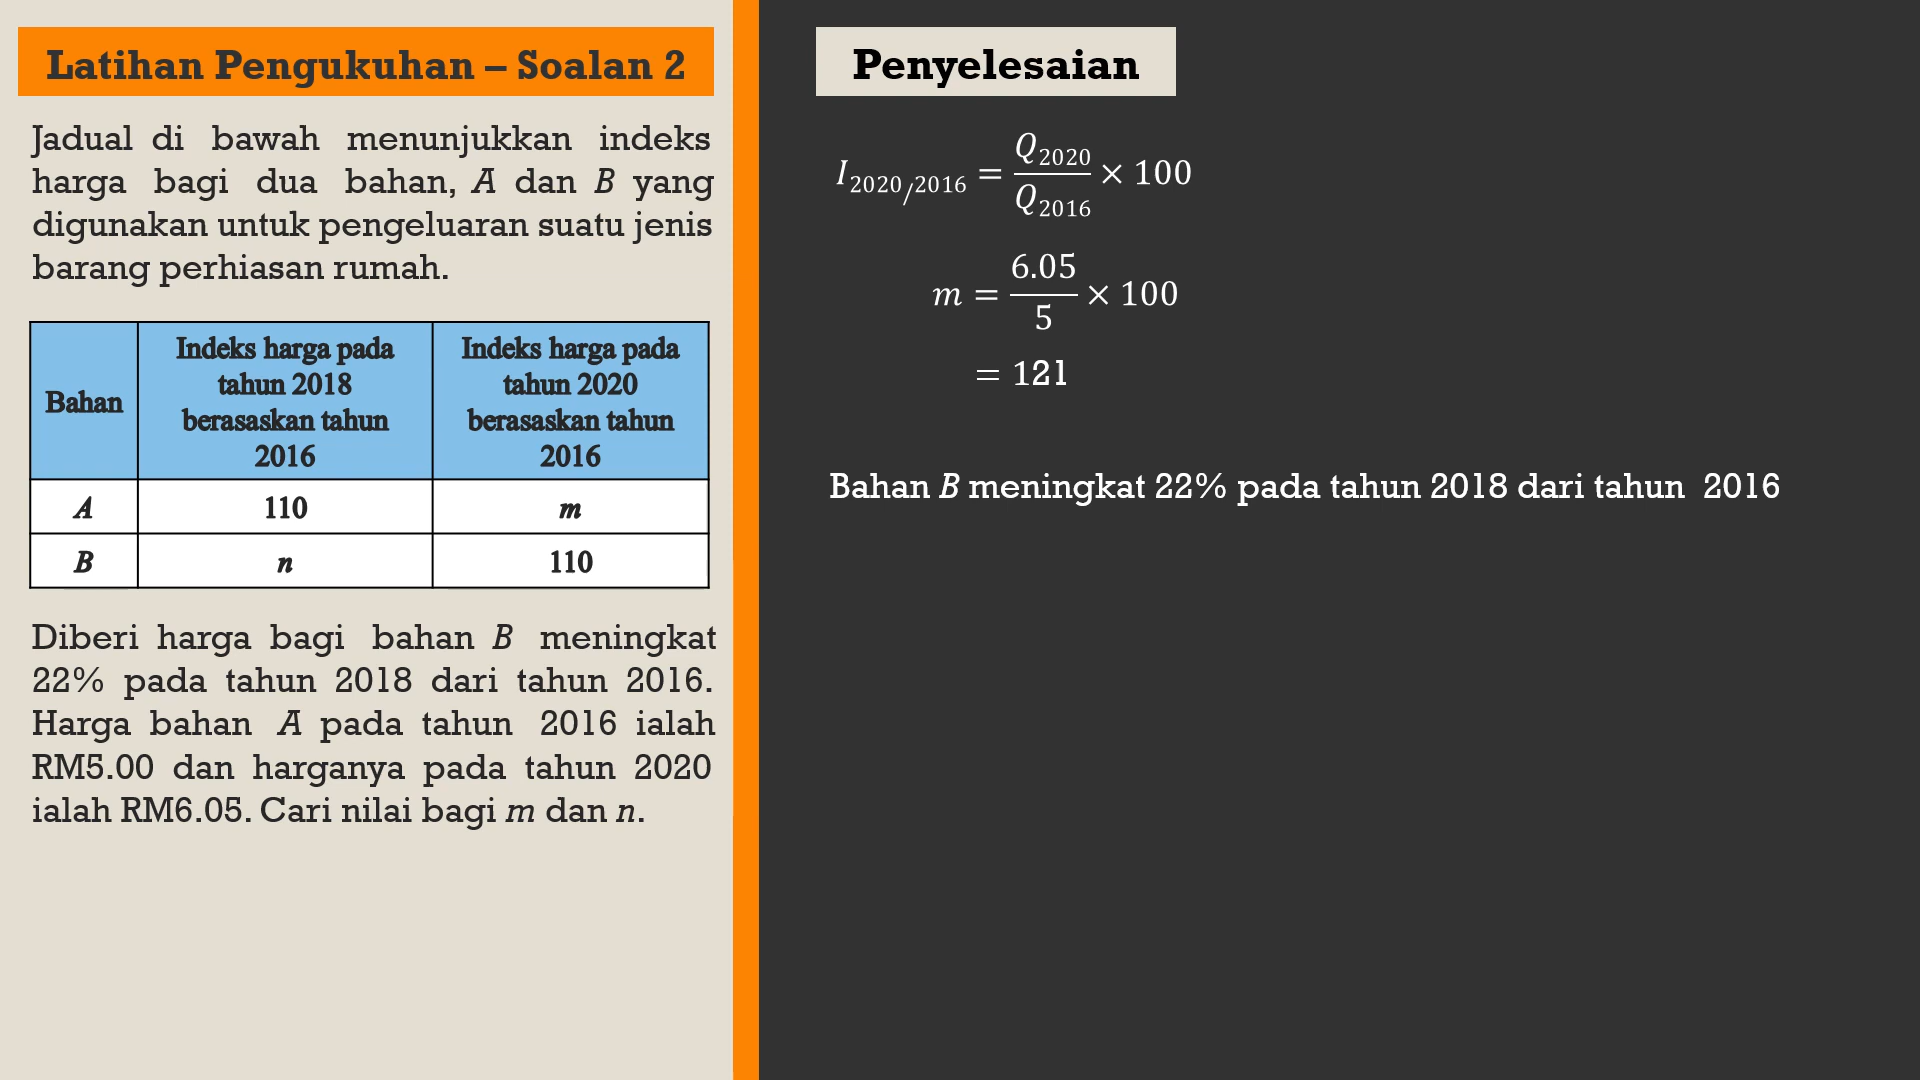 Latihan Pengukuhan – Soalan 2
Jadual di bawah menunjukkan indeks
harga bagi dua bahan, A dan B yang
digunakan untuk pengeluaran suatu jenis
barang perhiasan rumah.
Bahan
Indeks harga pada
tahun 2018
berasaskan tahun
2016
Indeks harga pada
tahun 2020
berasaskan tahun
2016
A 110 m
B n 110
Diberi harga bagi bahan B meningkat
22% pada tahun 2018 dari tahun 2016.
Harga bahan A pada tahun 2016 ialah
RM5.00 dan harganya pada tahun 2020
ialah RM6.05. Cari nilai bagi m dan n.
Penyelesaian
I₂₀₂₀/₂₀₁₆ = Q₂₀₂₀/Q₂₀₁₆ × 100
m = 6.05/5 × 100
= 121
Bahan B meningkat 22% pada tahun 2018 dari tahun 2016